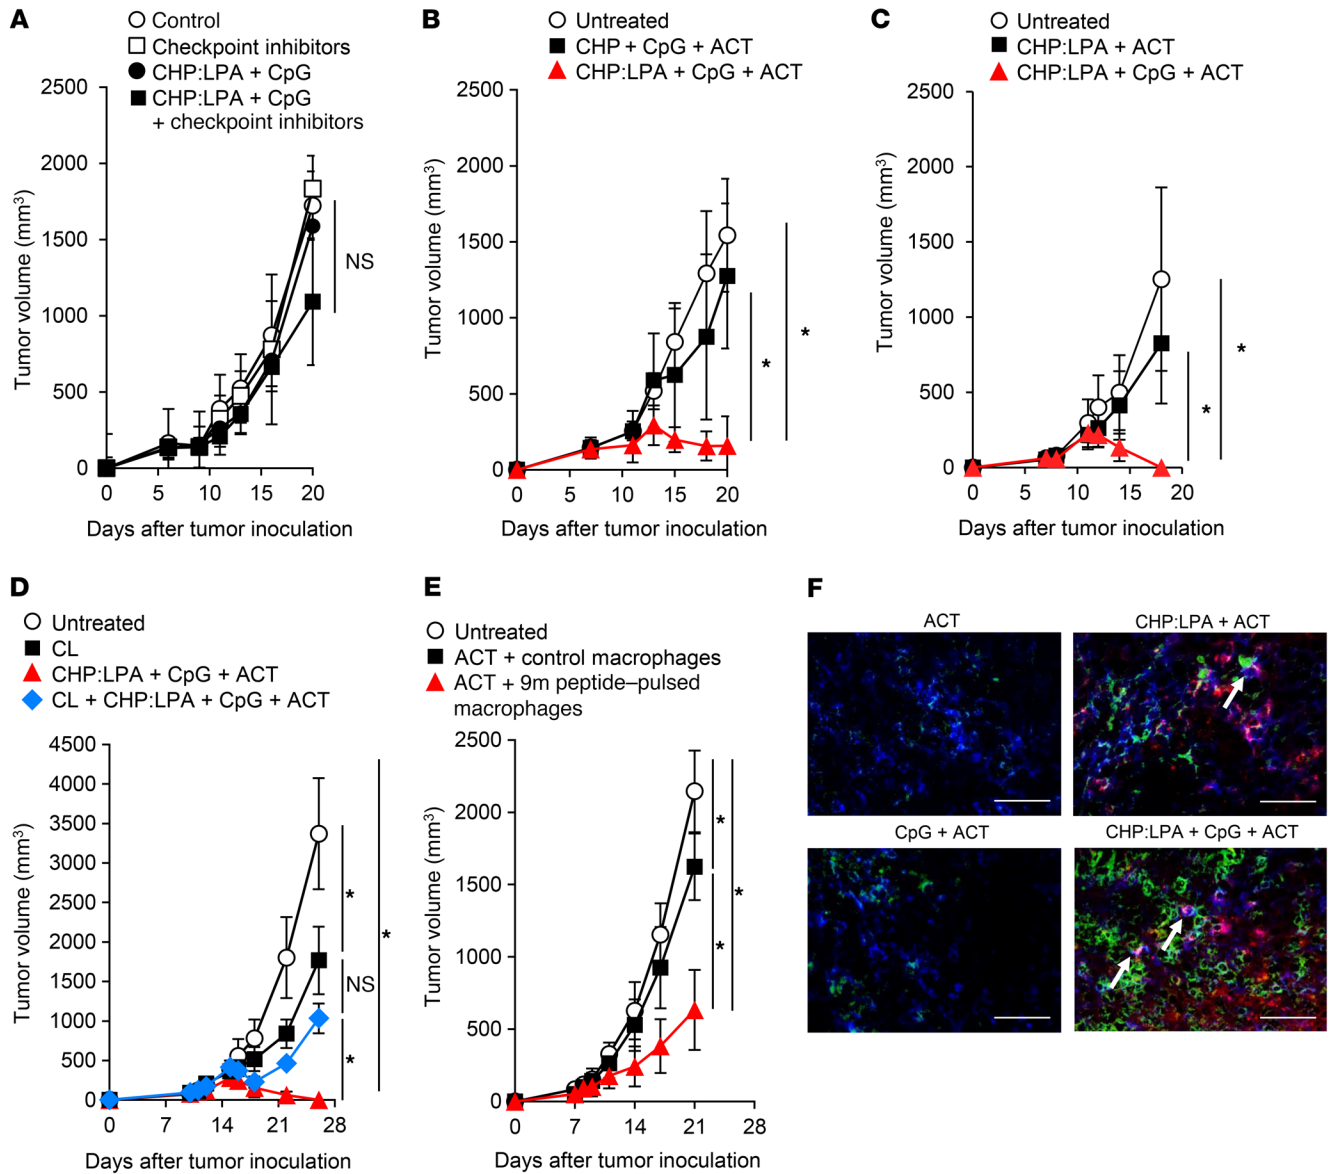 A
Control
Checkpoint inhibitors
CHP:LPA + CpG
CHP:LPA + CpG
+ checkpoint inhibitors
2500
2000
1500
1000
500
0
Tumor volume (mm³)
NS
0 5 10 15 20
Days after tumor inoculation
B
Untreated
CHP + CpG + ACT
CHP:LPA + CpG + ACT
2500
2000
1500
1000
500
0
Tumor volume (mm³)
*
*
0 5 10 15 20
Days after tumor inoculation
C
Untreated
CHP:LPA + ACT
CHP:LPA + CpG + ACT
2500
2000
1500
1000
500
0
Tumor volume (mm³)
*
*
0 5 10 15 20
Days after tumor inoculation
D
Untreated
CL
CHP:LPA + CpG + ACT
CL + CHP:LPA + CpG + ACT
4500
4000
3500
3000
2500
2000
1500
1000
500
0
Tumor volume (mm³)
*
*
NS
*
0 7 14 21 28
Days after tumor inoculation
E
Untreated
ACT + control macrophages
ACT + 9m peptide–pulsed
macrophages
2500
2000
1500
1000
500
0
Tumor volume (mm³)
*
*
*
0 7 14 21 28
Days after tumor inoculation
F
ACT
CHP:LPA + ACT
CpG + ACT
CHP:LPA + CpG + ACT